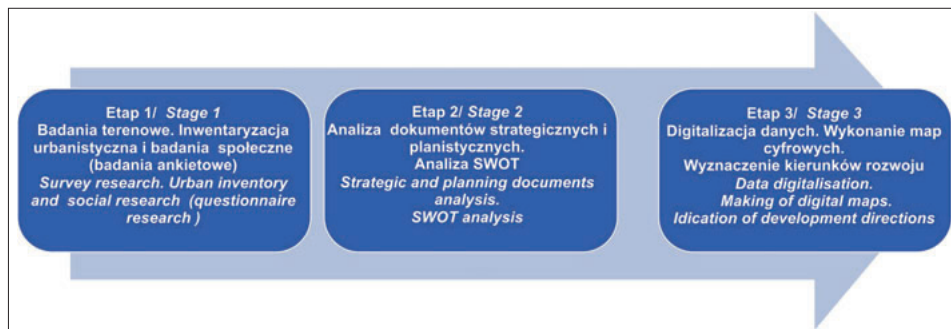 Etap 1/ Stage 1
Badania terenowe. Inwentaryzacja
urbanistyczna i badania społeczne
(badania ankietowe)
Survey research. Urban inventory
and social research (questionnaire
research )
Etap 2/ Stage 2
Analiza dokumentów strategicznych i
planistycznych.
Analiza SWOT
Strategic and planning documents
analysis.
SWOT analysis
Etap 3/ Stage 3
Digitalizacja danych. Wykonanie map
cyfrowych.
Wyznaczenie kierunków rozwoju
Data digitalisation.
Making of digital maps.
Idication of development directions